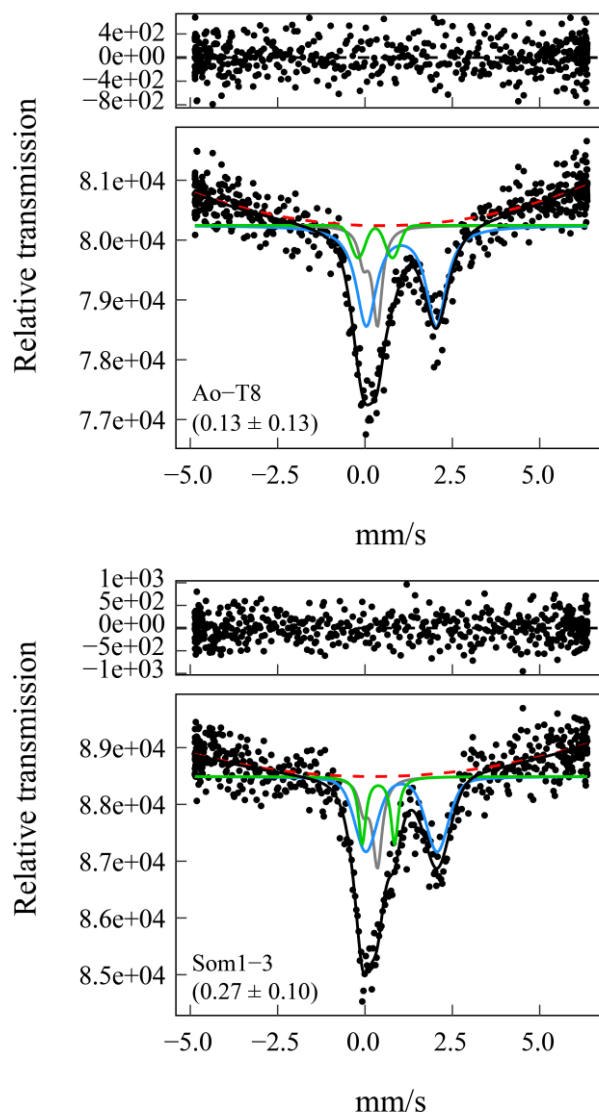 4e+02
0e+00
−4e+02
−8e+02
Relative transmission
8.1e+04
8.0e+04
7.9e+04
7.8e+04
7.7e+04
Ao−T8
(0.13 ± 0.13)
−5.0 −2.5 0.0 2.5 5.0
mm/s
1e+03
5e+02
0e+00
−5e+02
−1e+03
Relative transmission
8.9e+04
8.8e+04
8.7e+04
8.6e+04
8.5e+04
Som1−3
(0.27 ± 0.10)
−5.0 −2.5 0.0 2.5 5.0
mm/s